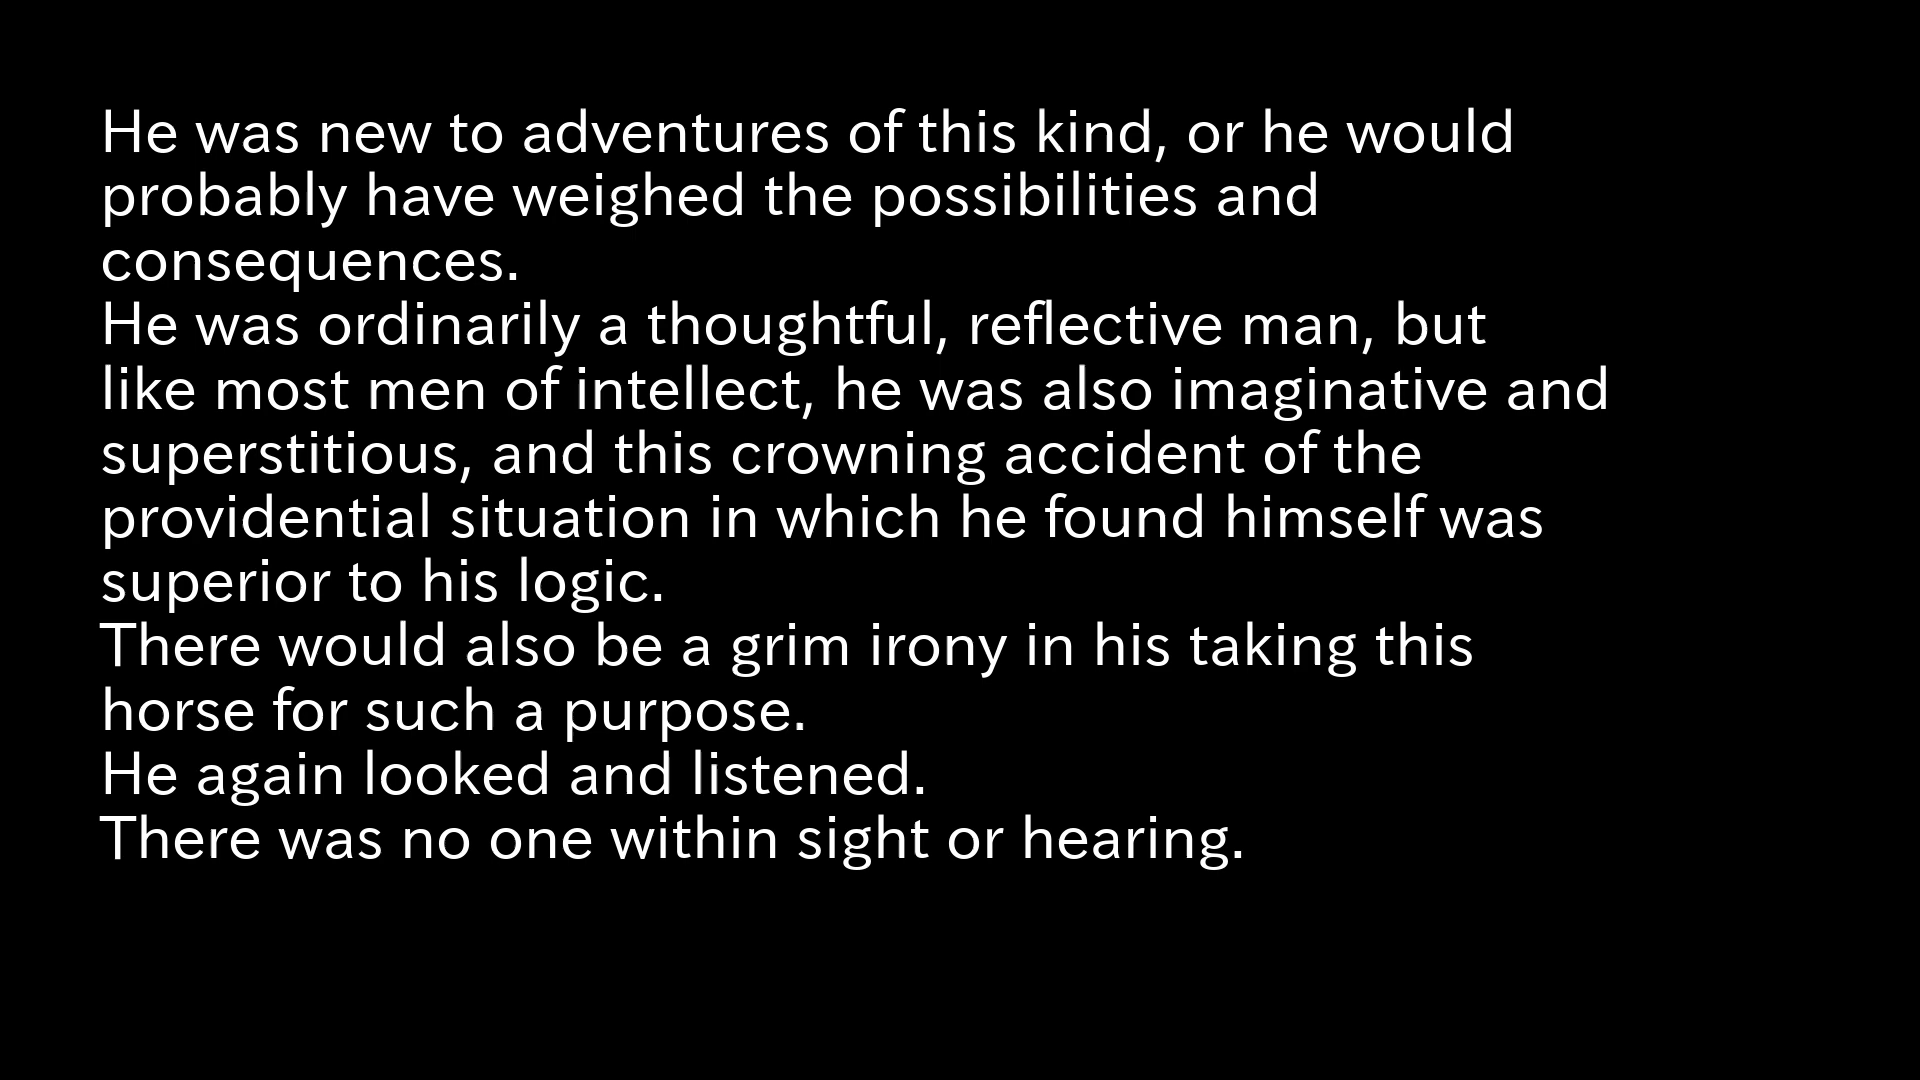 He was new to adventures of this kind, or he would
probably have weighed the possibilities and
consequences.
He was ordinarily a thoughtful, reflective man, but
like most men of intellect, he was also imaginative and
superstitious, and this crowning accident of the
providential situation in which he found himself was
superior to his logic.
There would also be a grim irony in his taking this
horse for such a purpose.
He again looked and listened.
There was no one within sight or hearing.